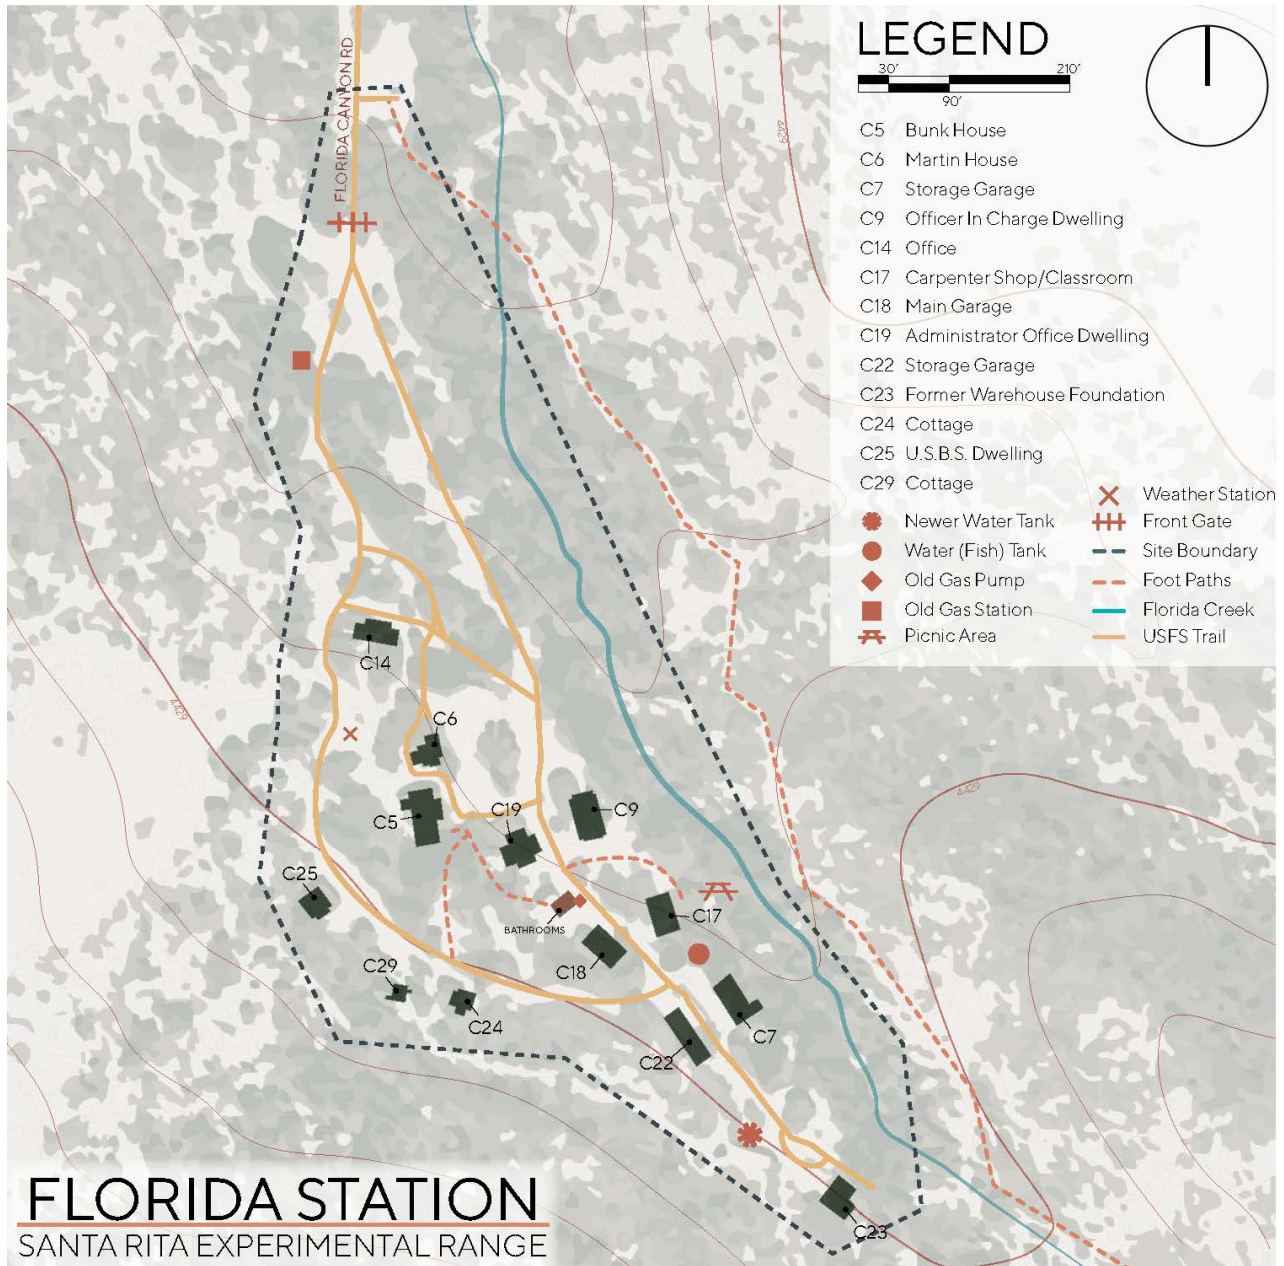 FLORIDA CANYON RD
LEGEND
30' 210'
90'
C5 Bunk House
C6 Martin House
C7 Storage Garage
C9 Officer In Charge Dwelling
C14 Office
C17 Carpenter Shop/Classroom
C18 Main Garage
C19 Administrator Office Dwelling
C22 Storage Garage
C23 Former Warehouse Foundation
C24 Cottage
C25 U.S.B.S. Dwelling
C29 Cottage
Newer Water Tank
Water (Fish) Tank
Old Gas Pump
Old Gas Station
Picnic Area
Weather Station
Front Gate
Site Boundary
Foot Paths
Florida Creek
USFS Trail
4429
C14
4429
C6
4429
C5
C19
C9
C25
BATHROOMS
C17
C29
C18
C24
C7
C22
C23
FLORIDA STATION
SANTA RITA EXPERIMENTAL RANGE